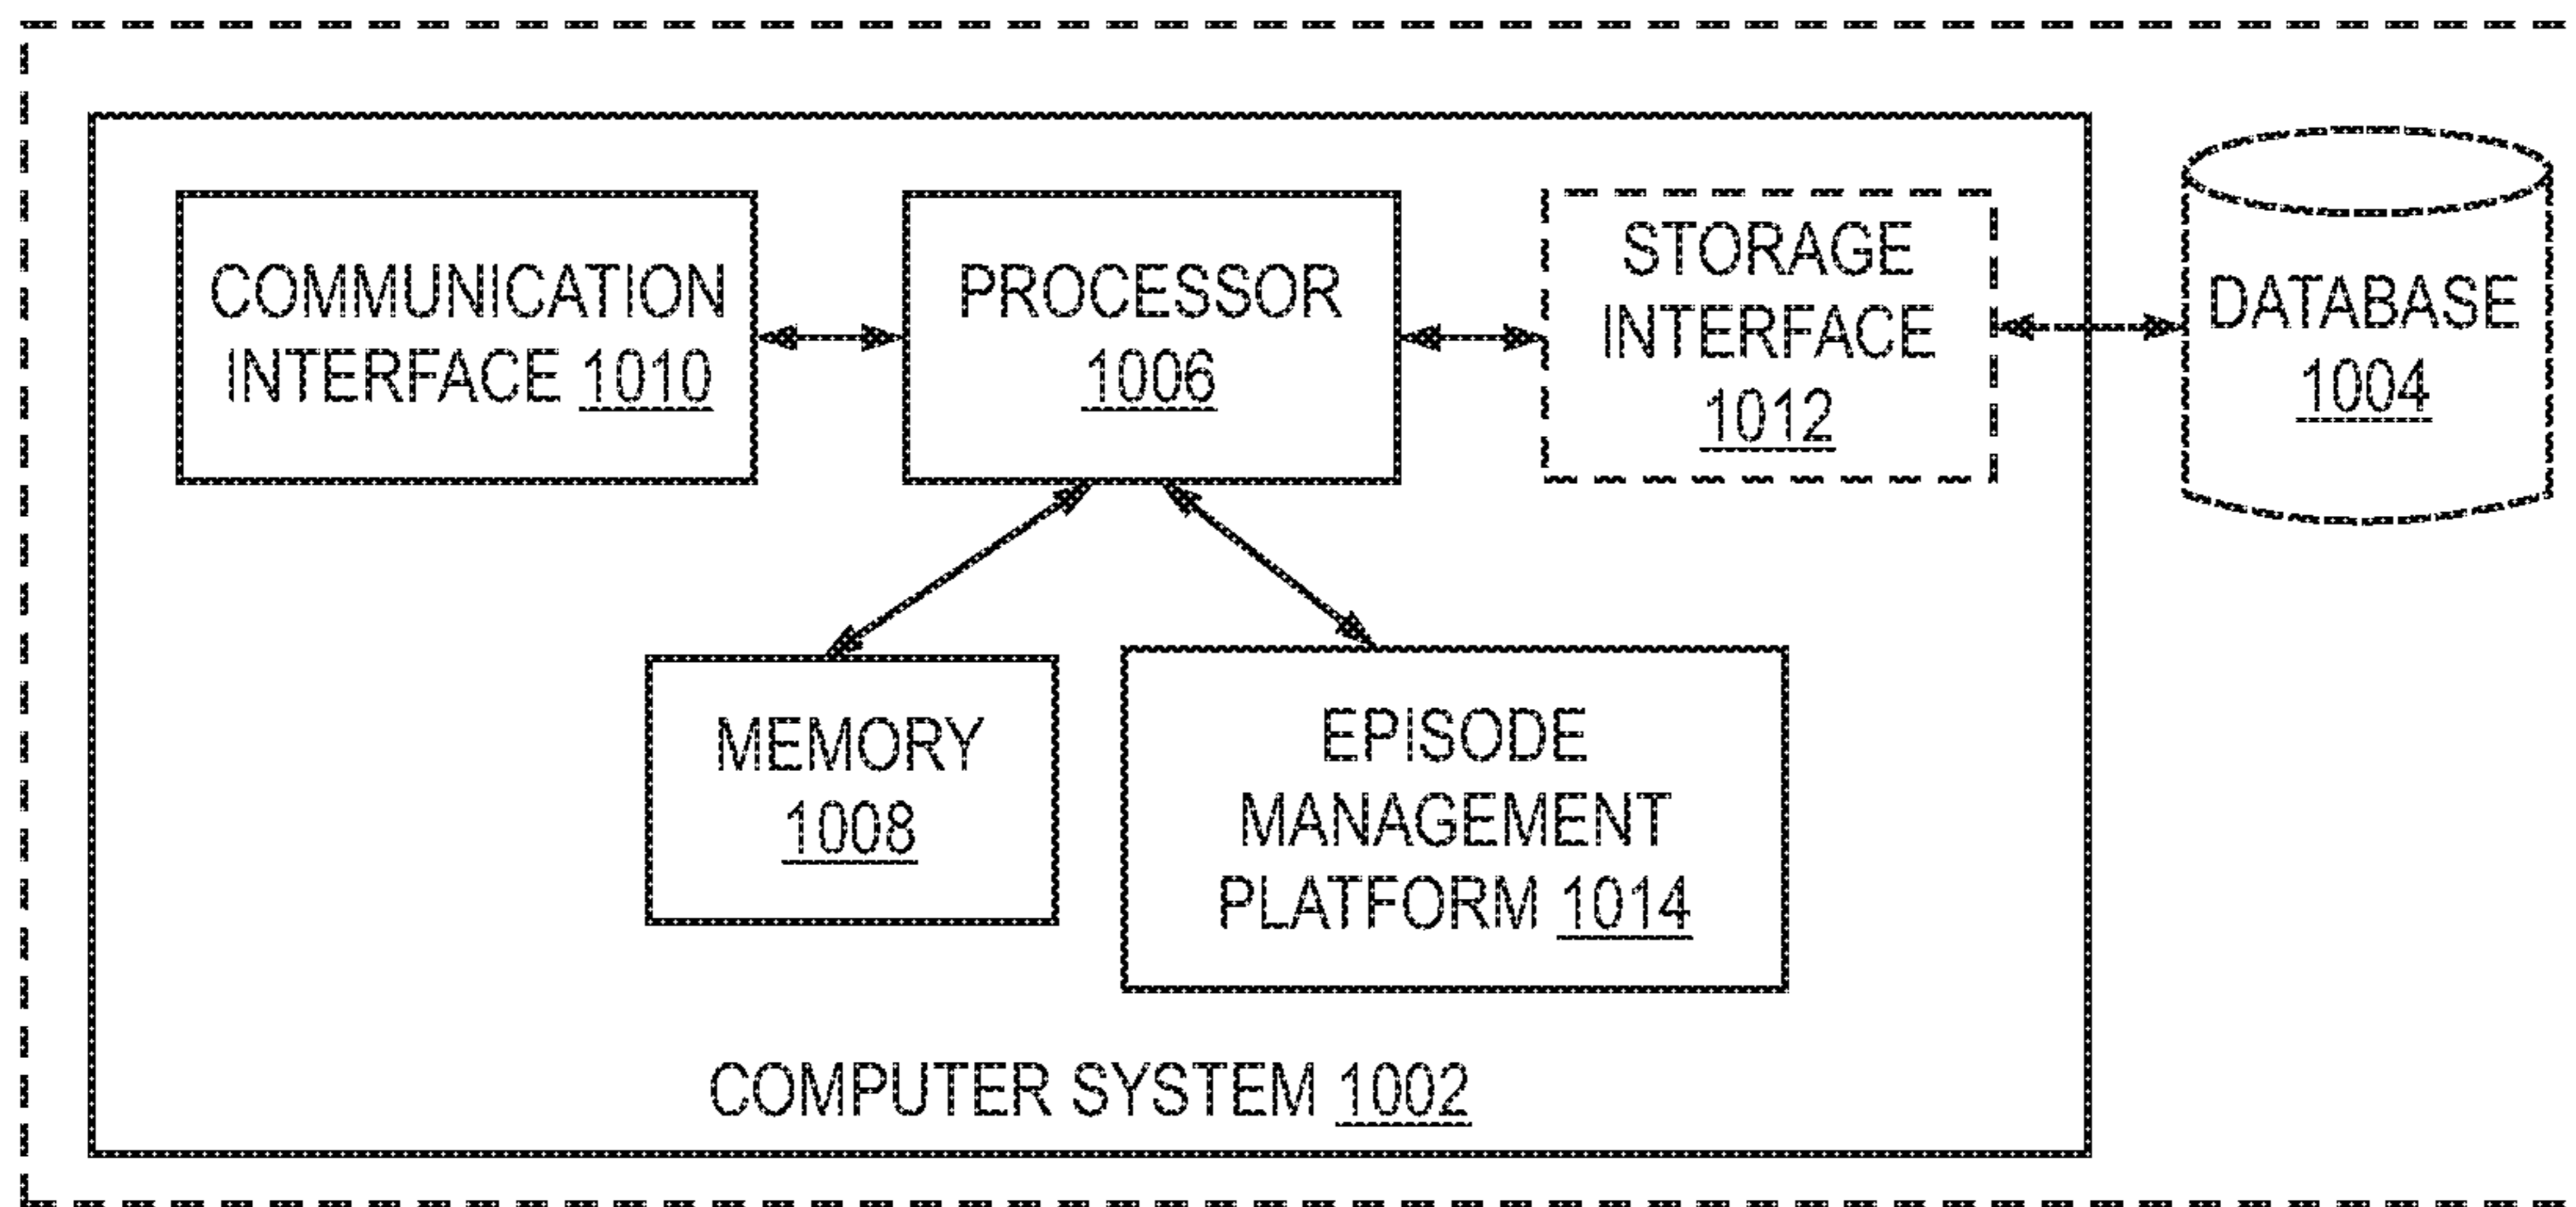 COMMUNICATION
INTERFACE 1010
PROCESSOR
1006
STORAGE
INTERFACE
1012
DATABASE
1004
MEMORY
1008
EPISODE
MANAGEMENT
PLATFORM 1014
COMPUTER SYSTEM 1002